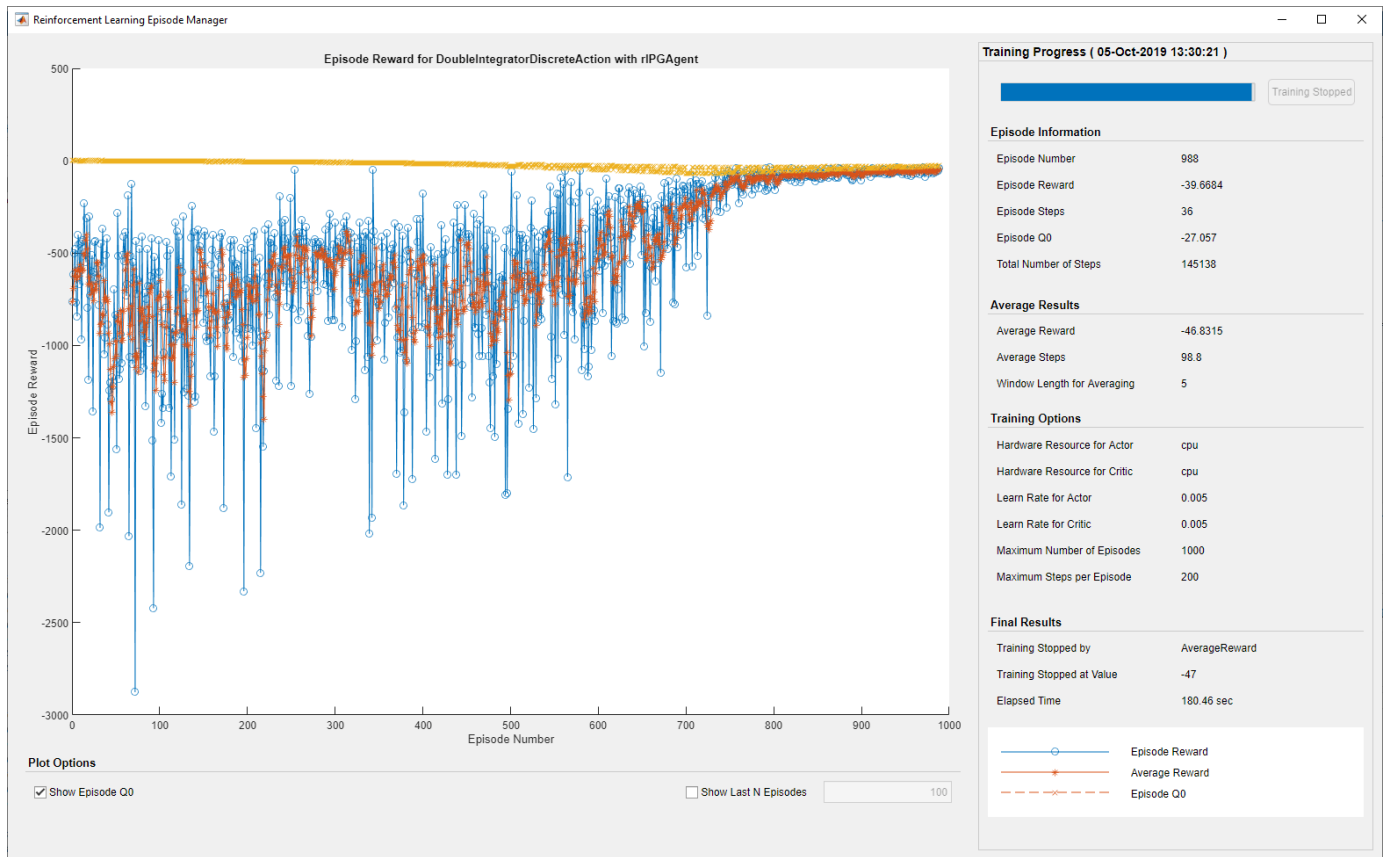 Reinforcement Learning Episode Manager
Episode Reward for DoubleIntegratorDiscreteAction with rlPGAgent
500
0
-500
-1000
-1500
-2000
-2500
-3000
Episode Reward
0 100 200 300 400 500 600 700 800 900 1000
Episode Number
Plot Options
Show Episode Q0
Show Last N Episodes 100
Training Progress ( 05-Oct-2019 13:30:21 )
Training Stopped
Episode Information
Episode Number 988
Episode Reward -39.6684
Episode Steps 36
Episode Q0 -27.057
Total Number of Steps 145138
Average Results
Average Reward -46.8315
Average Steps 98.8
Window Length for Averaging 5
Training Options
Hardware Resource for Actor cpu
Hardware Resource for Critic cpu
Learn Rate for Actor 0.005
Learn Rate for Critic 0.005
Maximum Number of Episodes 1000
Maximum Steps per Episode 200
Final Results
Training Stopped by AverageReward
Training Stopped at Value -47
Elapsed Time 180.46 sec
Episode Reward
Average Reward
Episode Q0